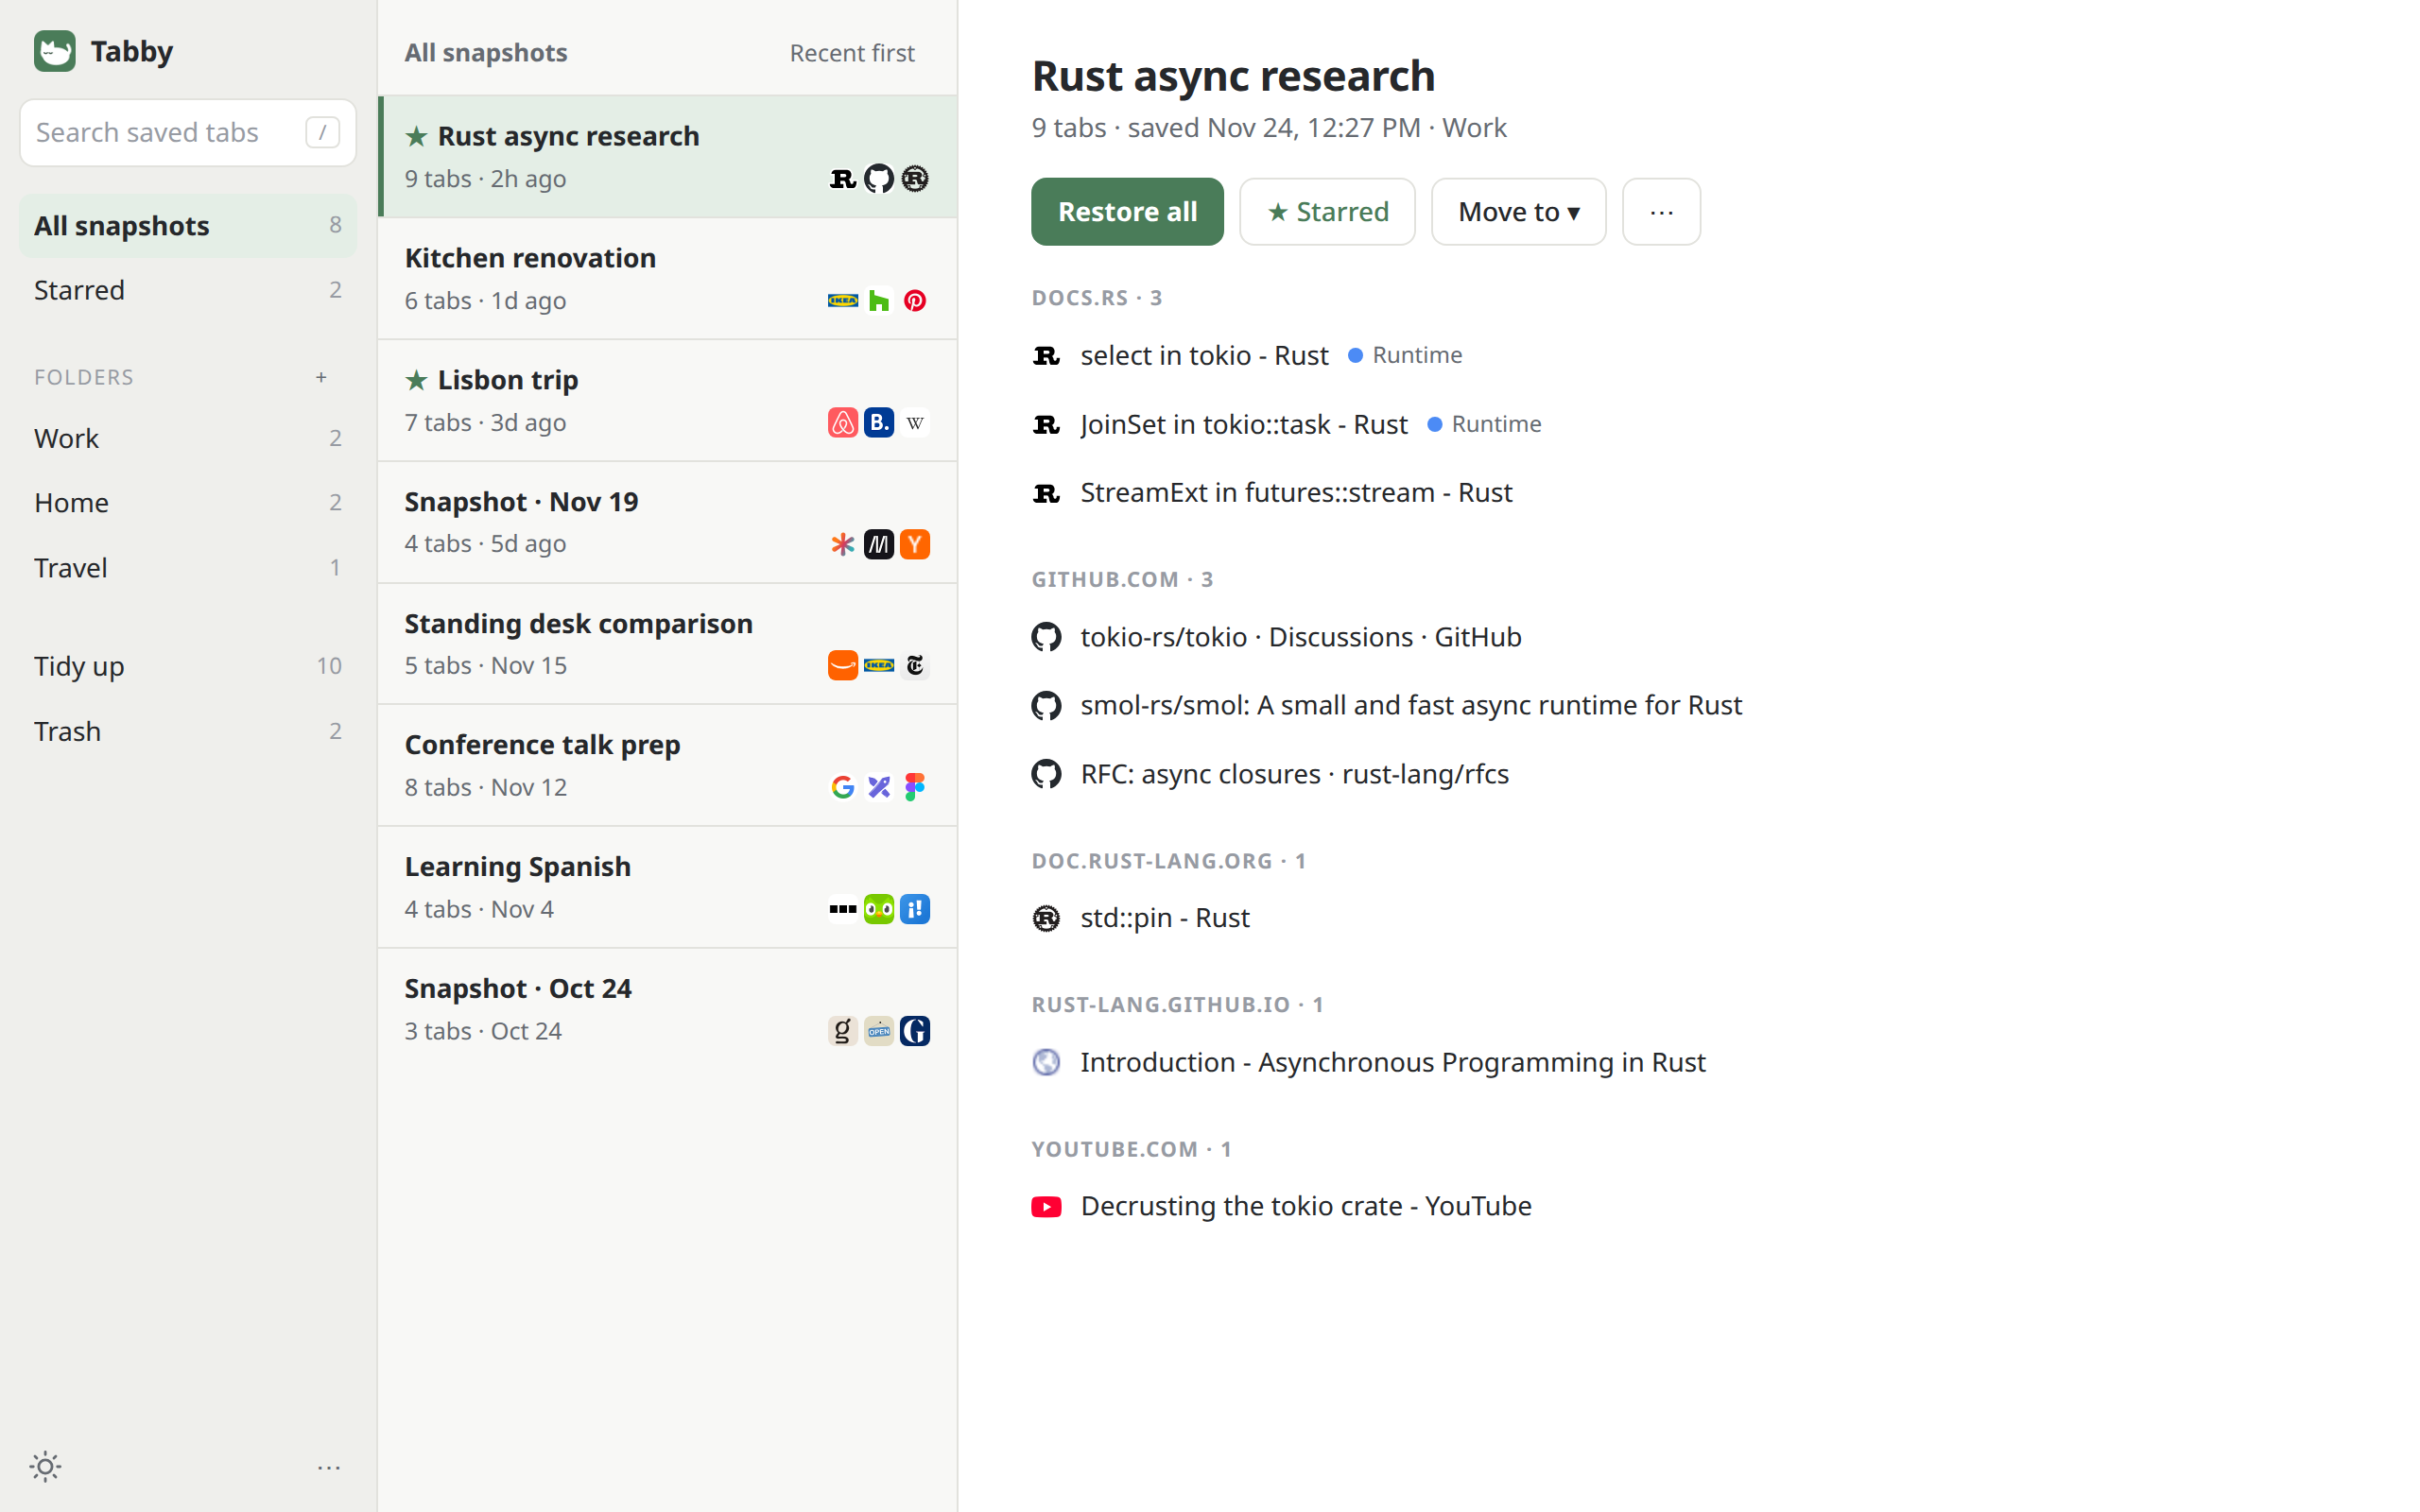 Tabby
Search saved tabs /
All snapshots 8
Starred 2
FOLDERS +
Work 2
Home 2
Travel 1
Tidy up 10
Trash 2
...
All snapshots Recent first
★ Rust async research
9 tabs · 2h ago
Kitchen renovation
6 tabs · 1d ago
IKEA
★ Lisbon trip
7 tabs · 3d ago
B. W
Snapshot · Nov 19
4 tabs · 5d ago
Y
Standing desk comparison
5 tabs · Nov 15
IKEA
Conference talk prep
8 tabs · Nov 12
G
Learning Spanish
4 tabs · Nov 4
¡!
Snapshot · Oct 24
3 tabs · Oct 24
g OPEN G
Rust async research
9 tabs · saved Nov 24, 12:27 PM · Work
Restore all ★ Starred Move to ▾ ...
DOCS.RS · 3
select in tokio - Rust Runtime
JoinSet in tokio::task - Rust Runtime
StreamExt in futures::stream - Rust
GITHUB.COM · 3
tokio-rs/tokio · Discussions · GitHub
smol-rs/smol: A small and fast async runtime for Rust
RFC: async closures · rust-lang/rfcs
DOC.RUST-LANG.ORG · 1
std::pin - Rust
RUST-LANG.GITHUB.IO · 1
Introduction - Asynchronous Programming in Rust
YOUTUBE.COM · 1
Decrusting the tokio crate - YouTube